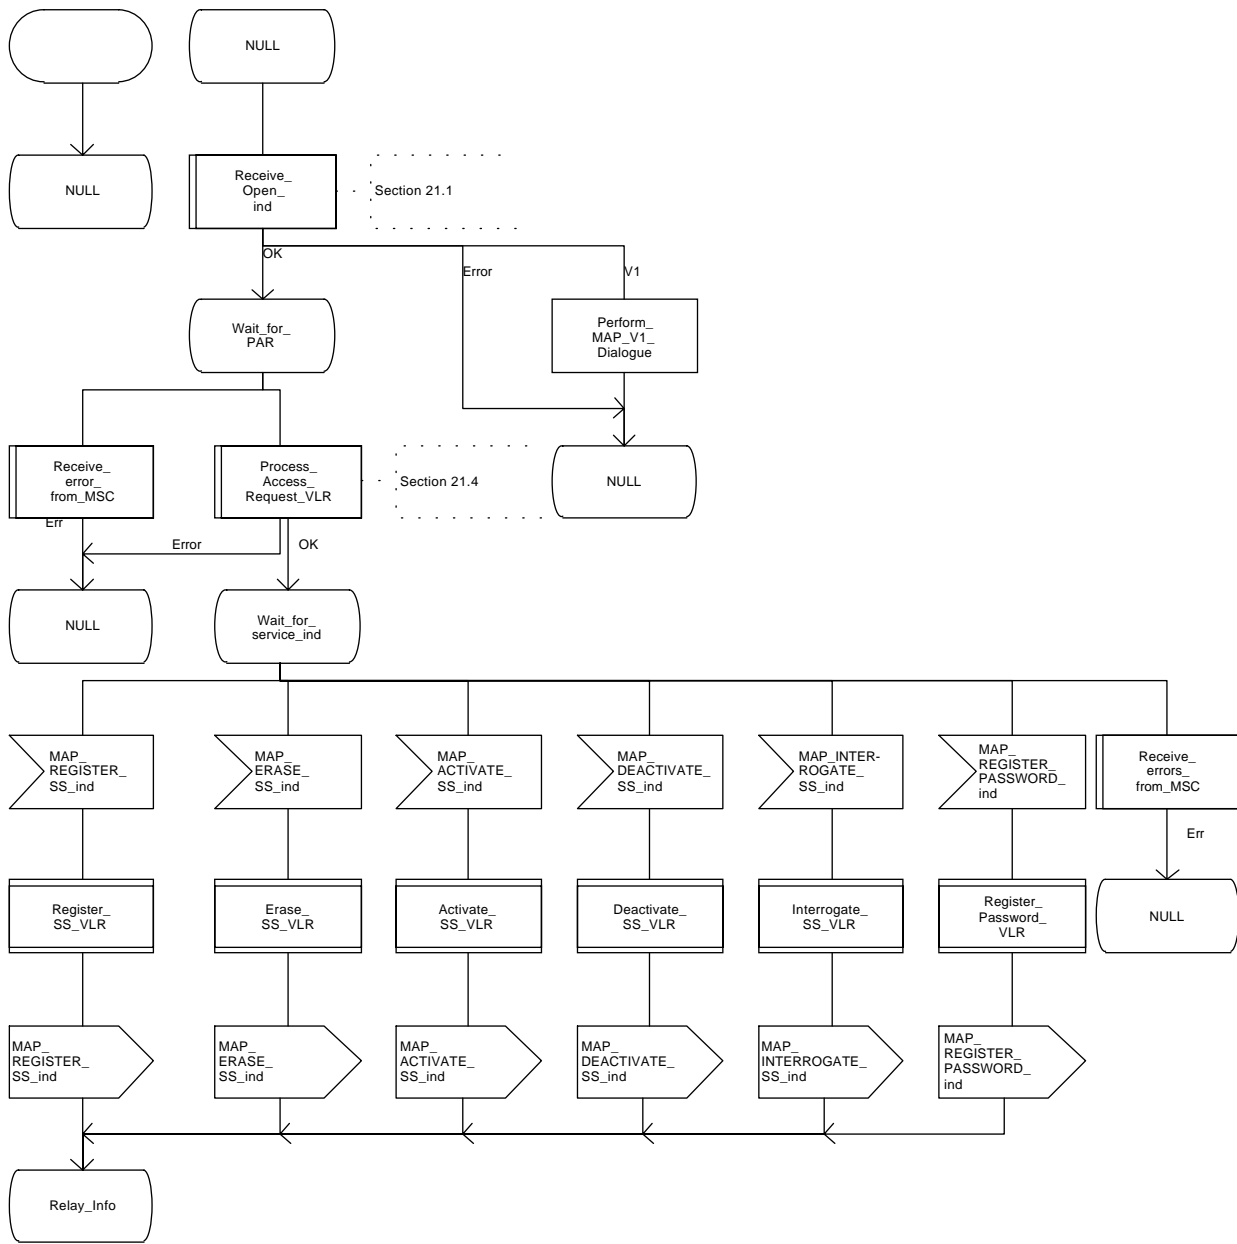 NULL
NULL
Receive_
Open_
ind
Section 21.1
OK
Error
V1
Wait_for_
PAR
Perform_
MAP_V1_
Dialogue
Receive_
error_
from_MSC
Process_
Access_
Request_VLR
Section 21.4
NULL
Err
Error
OK
NULL
Wait_for_
service_ind
MAP_
REGISTER_
SS_ind
MAP_
ERASE_
SS_ind
MAP_
ACTIVATE_
SS_ind
MAP_
DEACTIVATE_
SS_ind
MAP_INTER-
ROGATE_
SS_ind
MAP_
REGISTER_
PASSWORD_
ind
Receive_
errors_
from_MSC
Err
Register_
SS_VLR
Erase_
SS_VLR
Activate_
SS_VLR
Deactivate_
SS_VLR
Interrogate_
SS_VLR
Register_
Password_
VLR
NULL
MAP_
REGISTER_
SS_ind
MAP_
ERASE_
SS_ind
MAP_
ACTIVATE_
SS_ind
MAP_
DEACTIVATE_
SS_ind
MAP_
INTERROGATE_
SS_ind
MAP_
REGISTER_
PASSWORD_
ind
Relay_Info